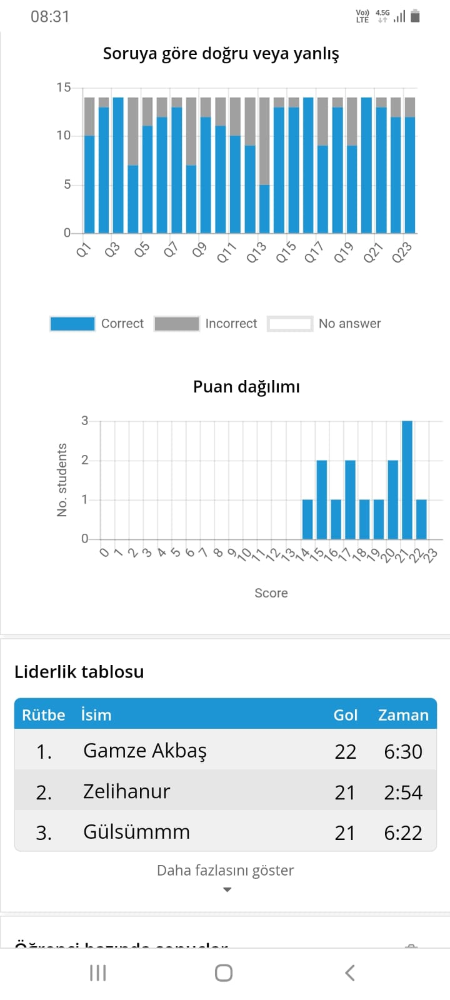 08:31
Vo)) LTE 4.5G
Soruya göre doğru veya yanlış
15
10
5
0
Q1 Q3 Q5 Q7 Q9 Q11 Q13 Q15 Q17 Q19 Q21 Q23
Correct Incorrect No answer
Puan dağılımı
No. students
3
2
1
0
0 1 2 3 4 5 6 7 8 9 10 11 12 13 14 15 16 17 18 19 20 21 22 23
Score
Liderlik tablosu
Rütbe İsim Gol Zaman
1. Gamze Akbaş 22 6:30
2. Zelihanur 21 2:54
3. Gülsümmm 21 6:22
Daha fazlasını göster
Öğrenci bazında sonuçlar